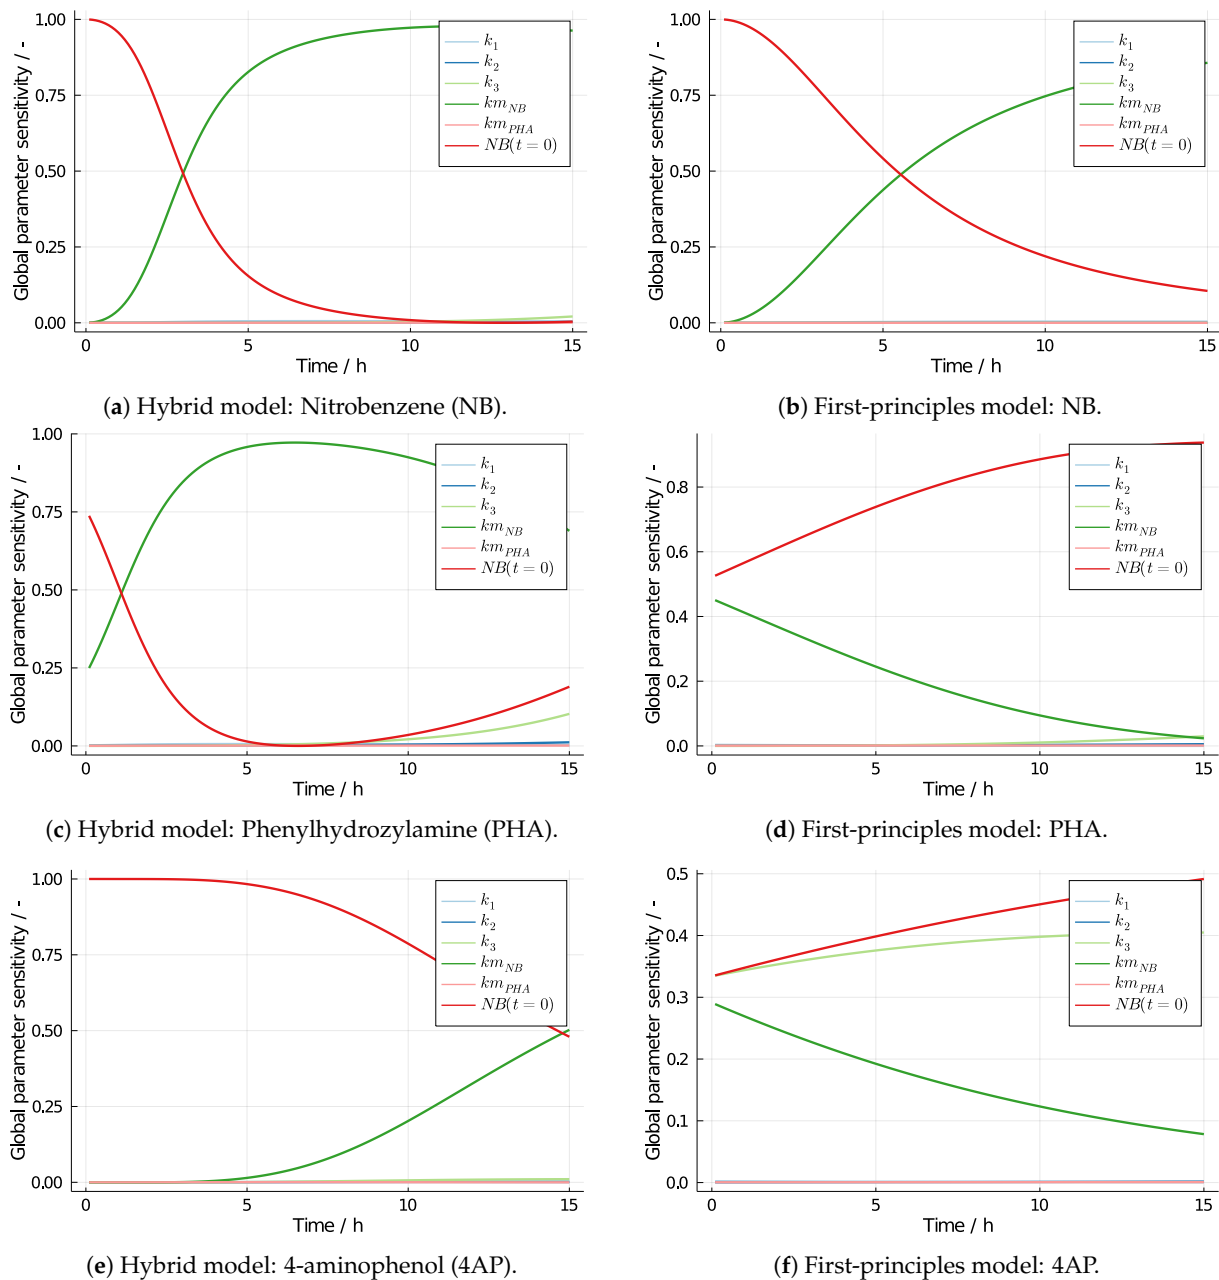 Global parameter sensitivity / -
1.00
0.75
0.50
0.25
0.00
0 5 10 15
Time / h
k1
k2
k3
kmNB
kmPHA
NB(t = 0)
(a) Hybrid model: Nitrobenzene (NB).
Global parameter sensitivity / -
1.00
0.75
0.50
0.25
0.00
0 5 10 15
Time / h
k1
k2
k3
kmNB
kmPHA
NB(t = 0)
(b) First-principles model: NB.
Global parameter sensitivity / -
1.00
0.75
0.50
0.25
0.00
0 5 10 15
Time / h
k1
k2
k3
kmNB
kmPHA
NB(t = 0)
(c) Hybrid model: Phenylhydrozylamine (PHA).
Global parameter sensitivity / -
0.8
0.6
0.4
0.2
0.0
0 5 10 15
Time / h
k1
k2
k3
kmNB
kmPHA
NB(t = 0)
(d) First-principles model: PHA.
Global parameter sensitivity / -
1.00
0.75
0.50
0.25
0.00
0 5 10 15
Time / h
k1
k2
k3
kmNB
kmPHA
NB(t = 0)
(e) Hybrid model: 4-aminophenol (4AP).
Global parameter sensitivity / -
0.5
0.4
0.3
0.2
0.1
0.0
0 5 10 15
Time / h
k1
k2
k3
kmNB
kmPHA
NB(t = 0)
(f) First-principles model: 4AP.